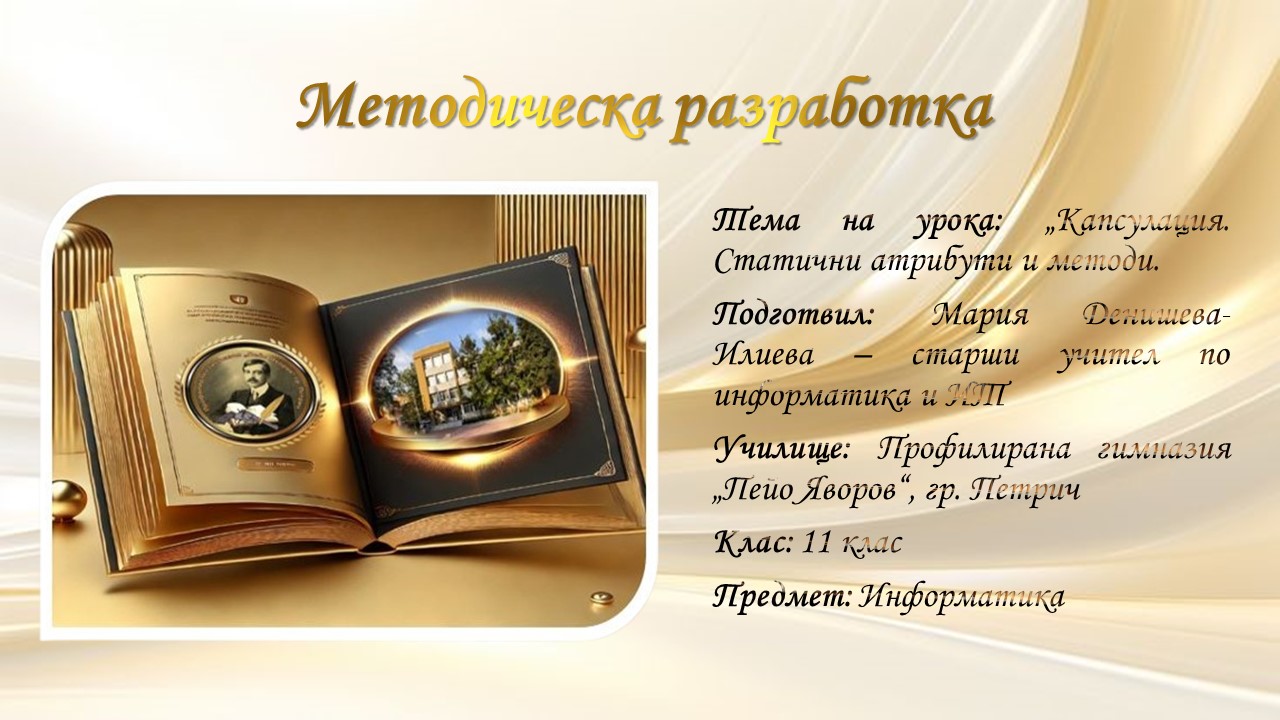 Методическа разработка
Тема на урока: „Капсулация.
Статични атрибути и методи.
Подготвил: Мария Денишева-
Илиева – старши учител по
информатика и ИТ
Училище: Профилирана гимназия
„Пейо Яворов“, гр. Петрич
Клас: 11 клас
Предмет: Информатика